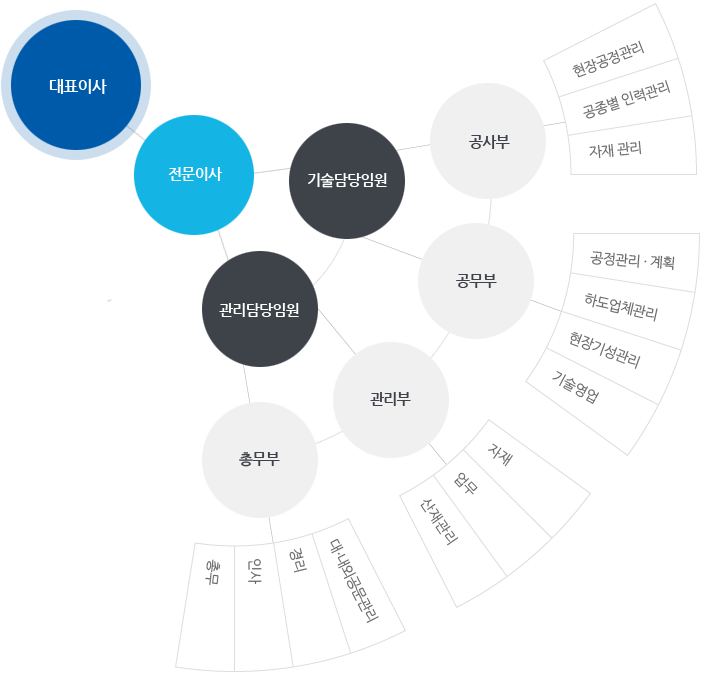 대표이사
전문이사
기술담당임원
관리담당임원
공사부
현장공정관리
공종별 인력관리
자재 관리
공무부
공정관리 · 계획
하도업체관리
현장기성관리
기술영업
관리부
자재
업무
산재관리
총무부
총무
인사
경리
대·내외공문관리